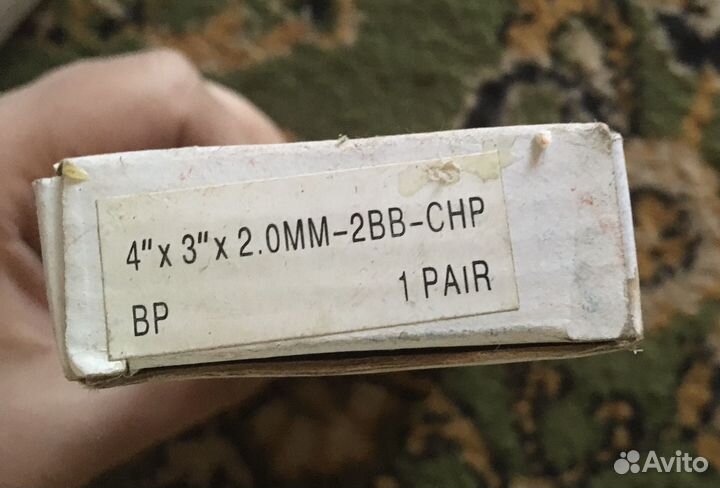 4" x 3" x 2.0MM-2BB-CHP
BP 1 PAIR
Avito